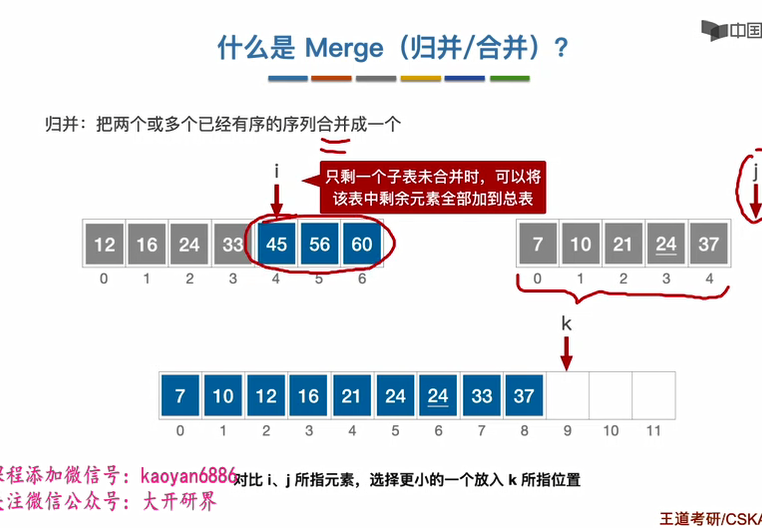 中国
什么是 Merge（归并/合并）?
归并：把两个或多个已经有序的序列合并成一个
i
只剩一个子表未合并时，可以将
该表中剩余元素全部加到总表
j
12 16 24 33 45 56 60
0 1 2 3 4 5 6
7 10 21 24 37
0 1 2 3 4
k
7 10 12 16 21 24 24 33 37
0 1 2 3 4 5 6 7 8 9 10 11
课程添加微信号：kaoyan6886
对比 i、j 所指元素，选择更小的一个放入 k 所指位置
关注微信公众号：大开研界
王道考研/CSKA